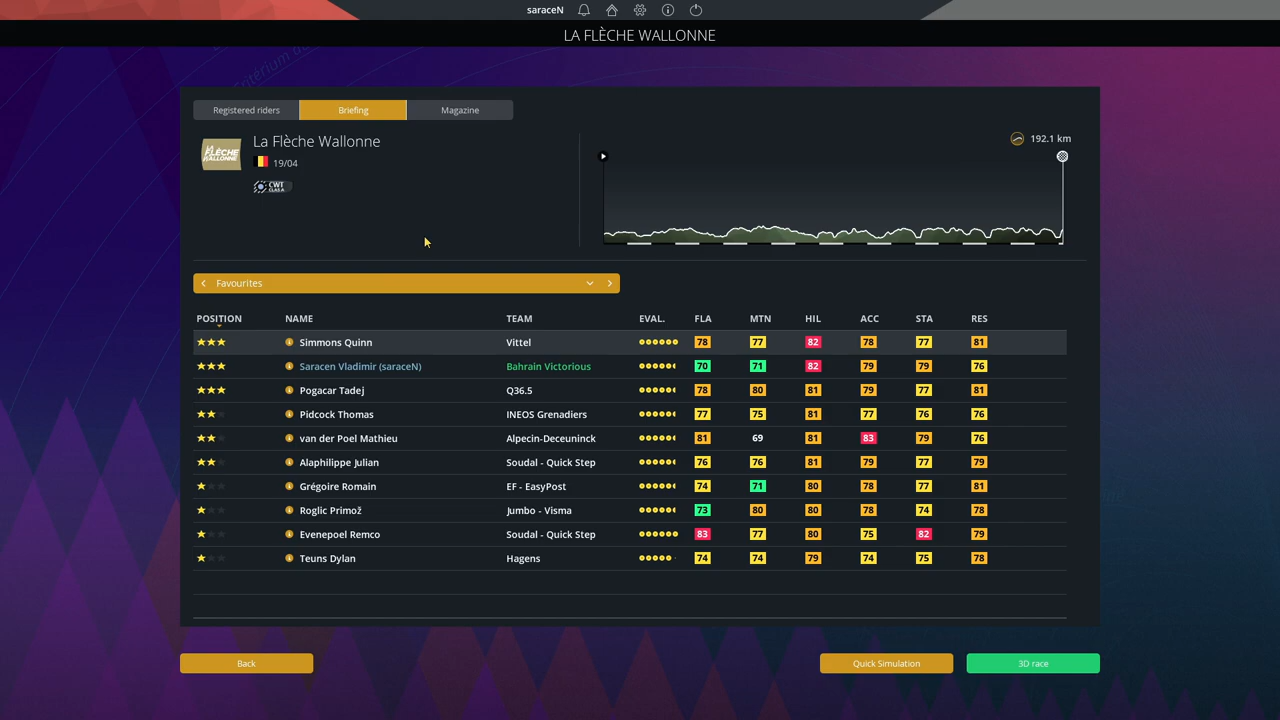 saraceN
LA FLÈCHE WALLONNE
Registered riders Briefing Magazine
La Flèche Wallonne
LA FLÈCHE WALLONNE
19/04
CWT
CLAS A
192.1 km
Favourites
POSITION NAME TEAM EVAL. FLA MTN HIL ACC STA RES
Simmons Quinn Vittel 78 77 82 78 77 81
Saracen Vladimir (saraceN) Bahrain Victorious 70 71 82 79 79 76
Pogacar Tadej Q36.5 78 80 81 79 77 81
Pidcock Thomas INEOS Grenadiers 77 75 81 77 76 76
van der Poel Mathieu Alpecin-Deceuninck 81 69 81 83 79 76
Alaphilippe Julian Soudal - Quick Step 76 76 81 79 77 79
Grégoire Romain EF - EasyPost 74 71 80 78 77 81
Roglic Primož Jumbo - Visma 73 80 80 78 74 78
Evenepoel Remco Soudal - Quick Step 83 77 80 75 82 79
Teuns Dylan Hagens 74 74 79 74 75 78
Back Quick Simulation 3D race